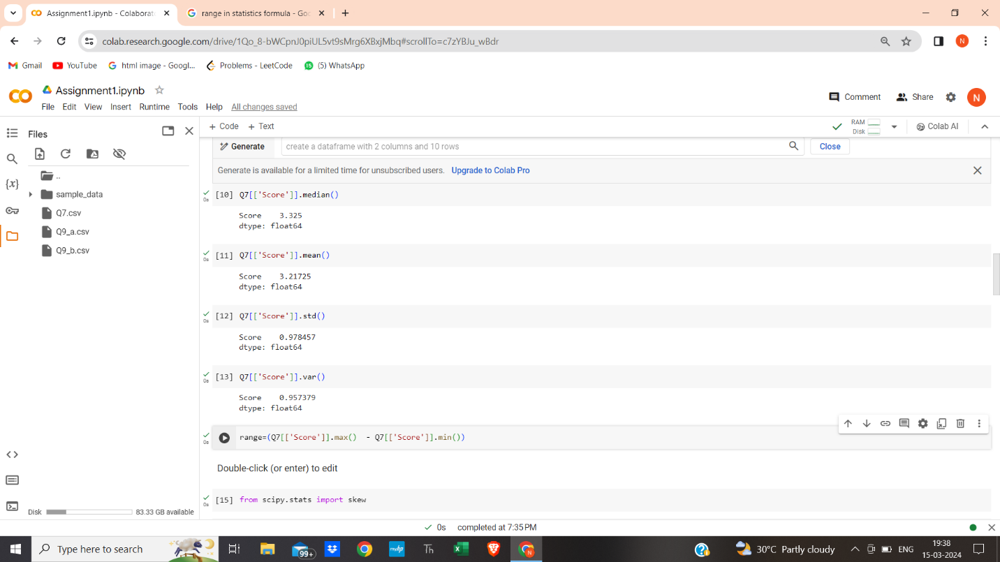 Assignment1.ipynb - Colaborat
range in statistics formula - Goo
colab.research.google.com/drive/1Qo_8-bWCpnJ0piUL5vt9sMrg6XBxjMbq#scrollTo=c7zYBJu_wBdr
N
Gmail
YouTube
html image - Googl...
Problems - LeetCode
15
(5) WhatsApp
Assignment1.ipynb
File Edit View Insert Runtime Tools Help All changes saved
Comment
Share
N
Files
+ Code + Text
RAM
Disk
Colab AI
..
sample_data
Q7.csv
Q9_a.csv
Q9_b.csv
{x}
Disk
83.33 GB available
Generate
create a dataframe with 2 columns and 10 rows
Close
Generate is available for a limited time for unsubscribed users. Upgrade to Colab Pro
0s
[10] Q7[['Score']].median()
Score 3.325
dtype: float64
0s
[11] Q7[['Score']].mean()
Score 3.21725
dtype: float64
0s
[12] Q7[['Score']].std()
Score 0.978457
dtype: float64
0s
[13] Q7[['Score']].var()
Score 0.957379
dtype: float64
0s
range=(Q7[['Score']].max() - Q7[['Score']].min())
Double-click (or enter) to edit
0s
[15] from scipy.stats import skew
0s completed at 7:35 PM
Type here to search
99+
myhp
Th
N
30°C Partly cloudy
ENG
19:38
15-03-2024